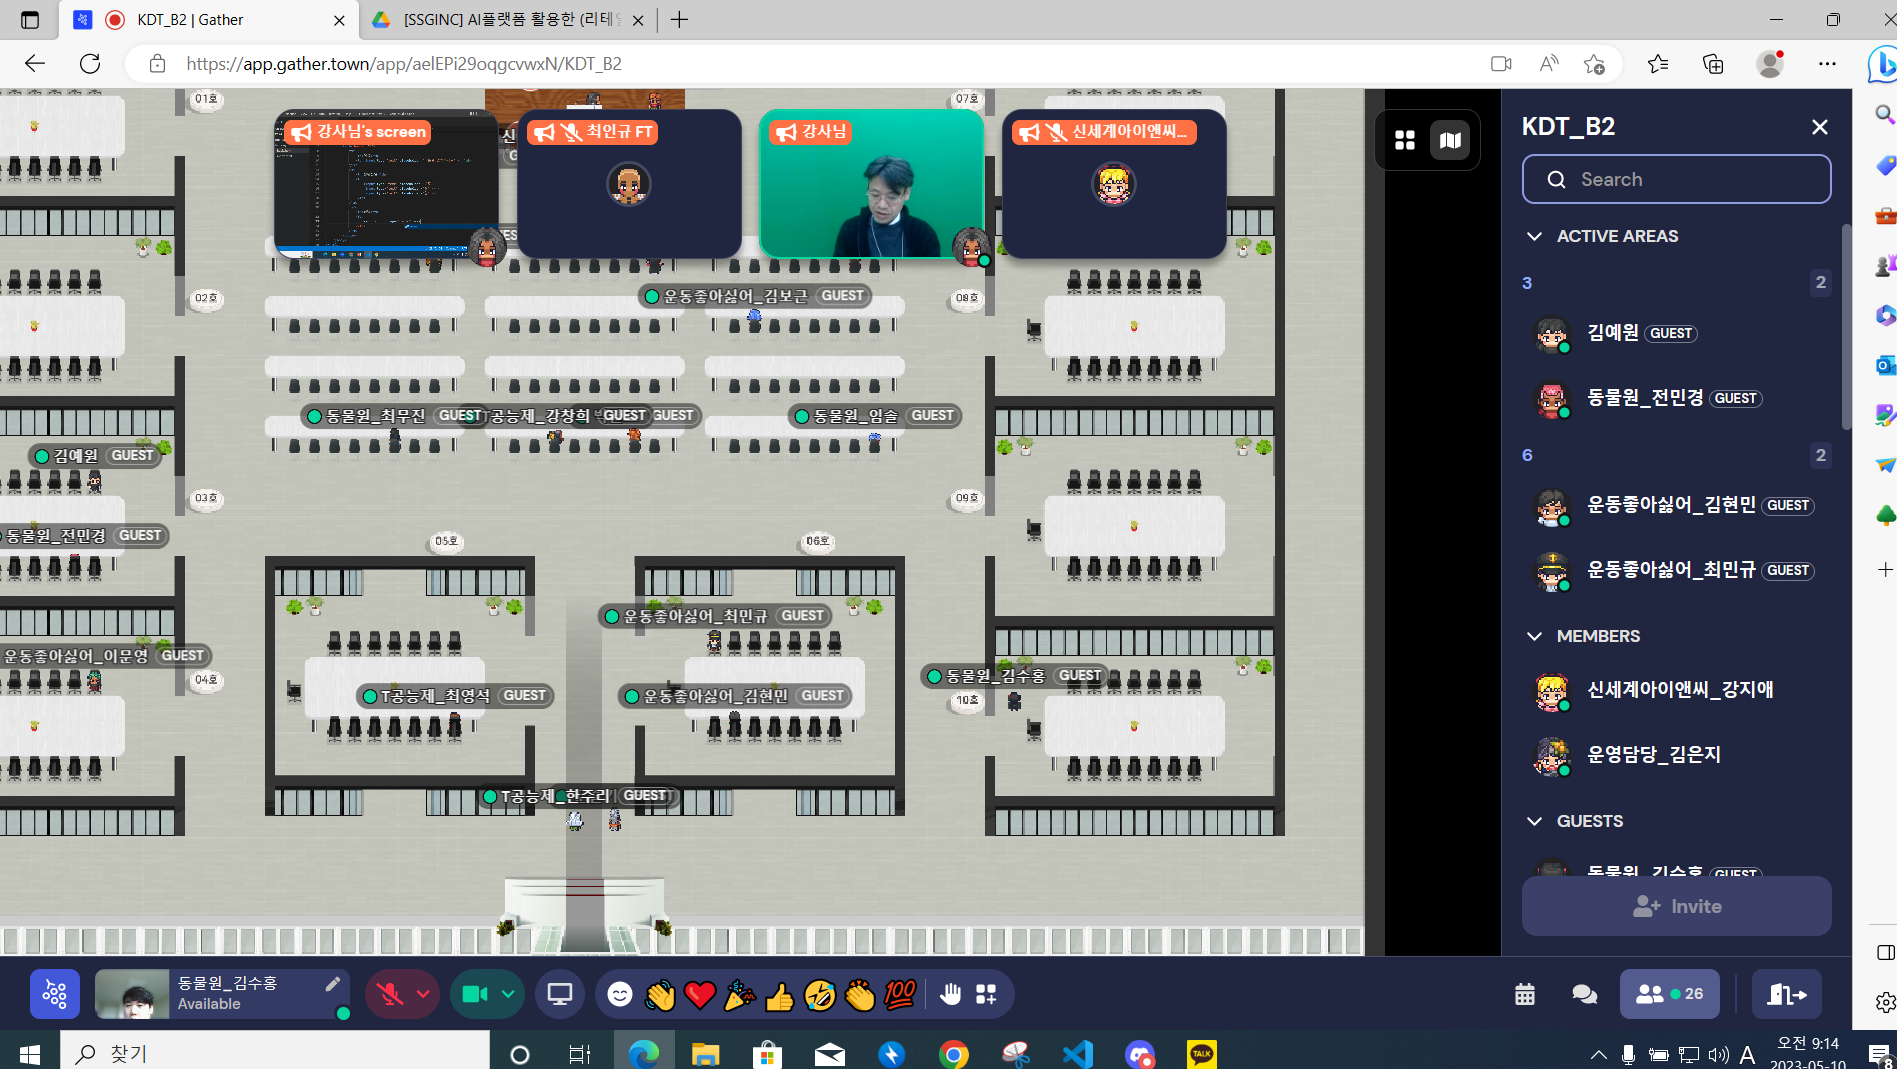 KDT_B2 | Gather
[SSGINC] AI플랫폼 활용한 (리테일
https://app.gather.town/app/aelEPi29oqgcvwxN/KDT_B2
01호
07호
강사님's screen
최인규 FT
강사님
신세계아이앤씨...
KDT_B2
Search
ACTIVE AREAS
3
2
김예원 GUEST
동물원_전민경 GUEST
6
2
운동좋아싫어_김현민 GUEST
운동좋아싫어_최민규 GUEST
MEMBERS
신세계아이앤씨_강지애
운영담당_김은지
GUESTS
동물원_김수홍 GUEST
Invite
02호
운동좋아싫어_김보근 GUEST
08호
동물원_최무진 GUEST
T공능제_강창희 GUEST
GUEST
동물원_임솔 GUEST
김예원 GUEST
03호
09호
동물원_전민경 GUEST
05호
06호
운동좋아싫어_최민규 GUEST
운동좋아싫어_이문영 GUEST
04호
T공능제_최영석 GUEST
운동좋아싫어_김현민 GUEST
동물원_김수홍 GUEST
10호
T공능제_한주리 GUEST
동물원_김수홍
Available
26
찾기
TALK
A
오전 9:14
2023-05-10
8